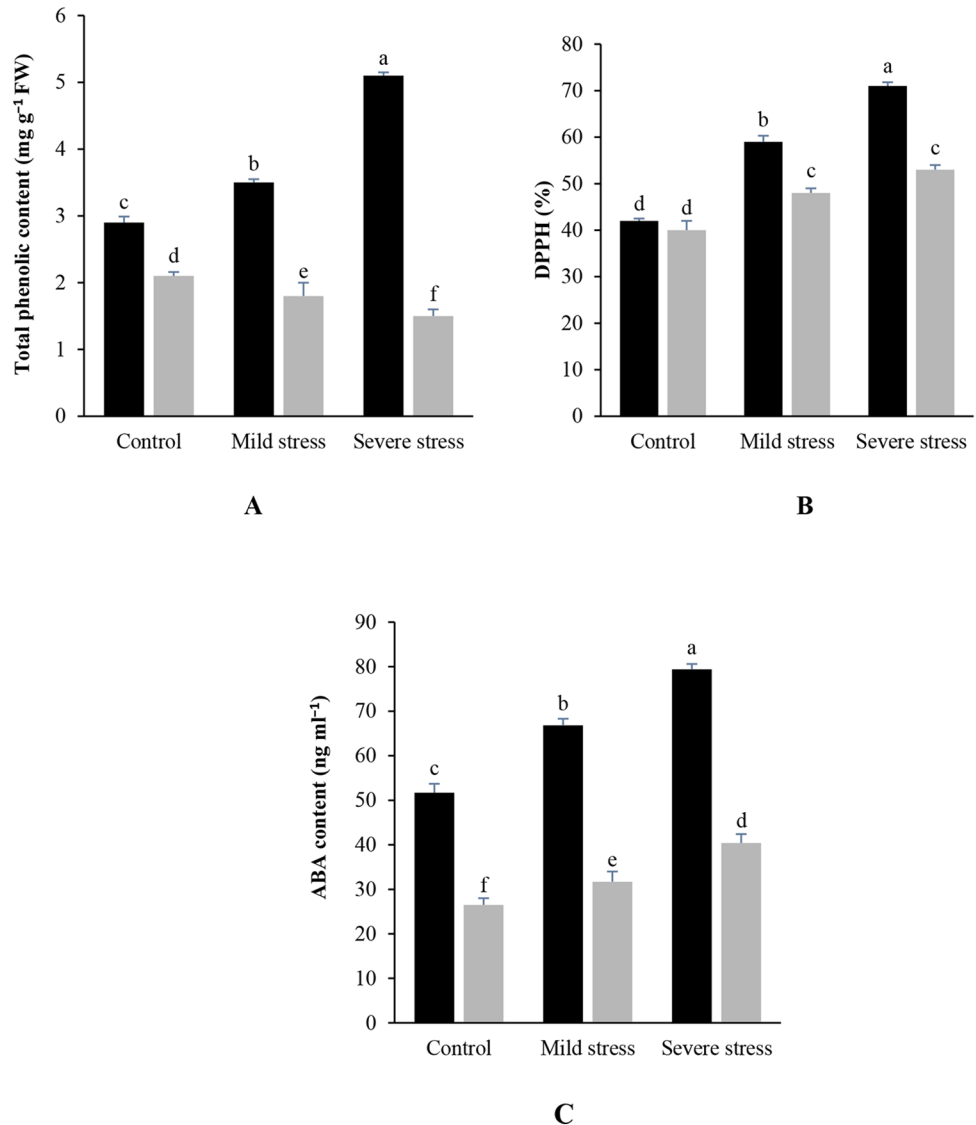 Total phenolic content (mg g⁻¹ FW)
6
5
4
3
2
1
0
c
d
b
e
a
f
Control Mild stress Severe stress
A
DPPH (%)
80
70
60
50
40
30
20
10
0
d
d
b
c
a
c
Control Mild stress Severe stress
B
ABA content (ng ml⁻¹)
90
80
70
60
50
40
30
20
10
0
c
f
b
e
a
d
Control Mild stress Severe stress
C